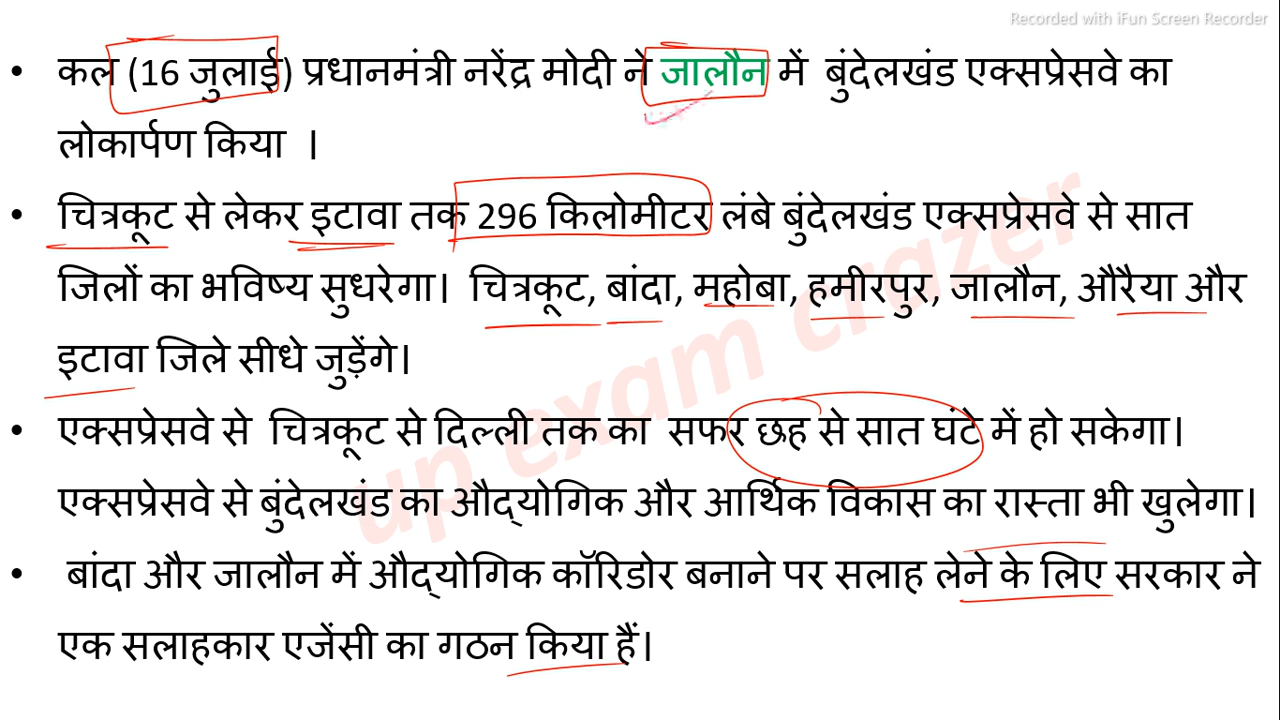 Recorded with iFun Screen Recorder
• कल (16 जुलाई) प्रधानमंत्री नरेंद्र मोदी ने जालौन में बुंदेलखंड एक्सप्रेसवे का
लोकार्पण किया ।
• चित्रकूट से लेकर इटावा तक 296 किलोमीटर लंबे बुंदेलखंड एक्सप्रेसवे से सात
जिलों का भविष्य सुधरेगा। चित्रकूट, बांदा, महोबा, हमीरपुर, जालौन, औरैया और
इटावा जिले सीधे जुड़ेंगे।
• एक्सप्रेसवे से चित्रकूट से दिल्ली तक का सफर छह से सात घंटे में हो सकेगा।
एक्सप्रेसवे से बुंदेलखंड का औद्योगिक और आर्थिक विकास का रास्ता भी खुलेगा।
• बांदा और जालौन में औद्योगिक कॉरिडोर बनाने पर सलाह लेने के लिए सरकार ने
एक सलाहकार एजेंसी का गठन किया हैं।
up exam crazer